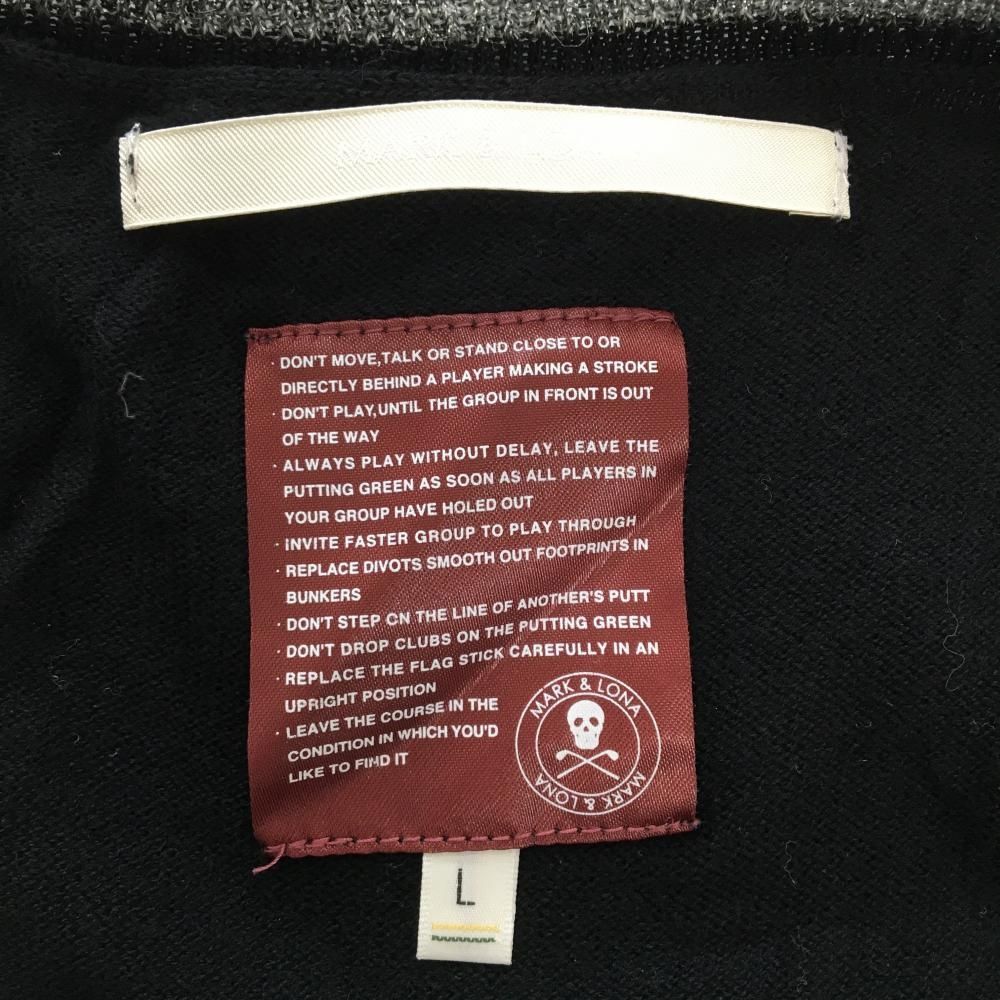 MARK & LO
· DON'T MOVE,TALK OR STAND CLOSE TO OR
DIRECTLY BEHIND A PLAYER MAKING A STROKE
· DON'T PLAY,UNTIL THE GROUP IN FRONT IS OUT
OF THE WAY
· ALWAYS PLAY WITHOUT DELAY, LEAVE THE
PUTTING GREEN AS SOON AS ALL PLAYERS IN
YOUR GROUP HAVE HOLED OUT
· INVITE FASTER GROUP TO PLAY THROUGH
· REPLACE DIVOTS SMOOTH OUT FOOTPRINTS IN
BUNKERS
· DON'T STEP ON THE LINE OF ANOTHER'S PUTT
· DON'T DROP CLUBS ON THE PUTTING GREEN
· REPLACE THE FLAG STICK CAREFULLY IN AN
UPRIGHT POSITION
· LEAVE THE COURSE IN THE
CONDITION IN WHICH YOU'D
LIKE TO FIND IT
MARK & LONA
MARK & LONA
L